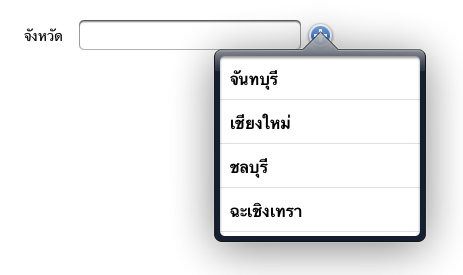 จังหวัด
จันทบุรี
เชียงใหม่
ชลบุรี
ฉะเชิงเทรา